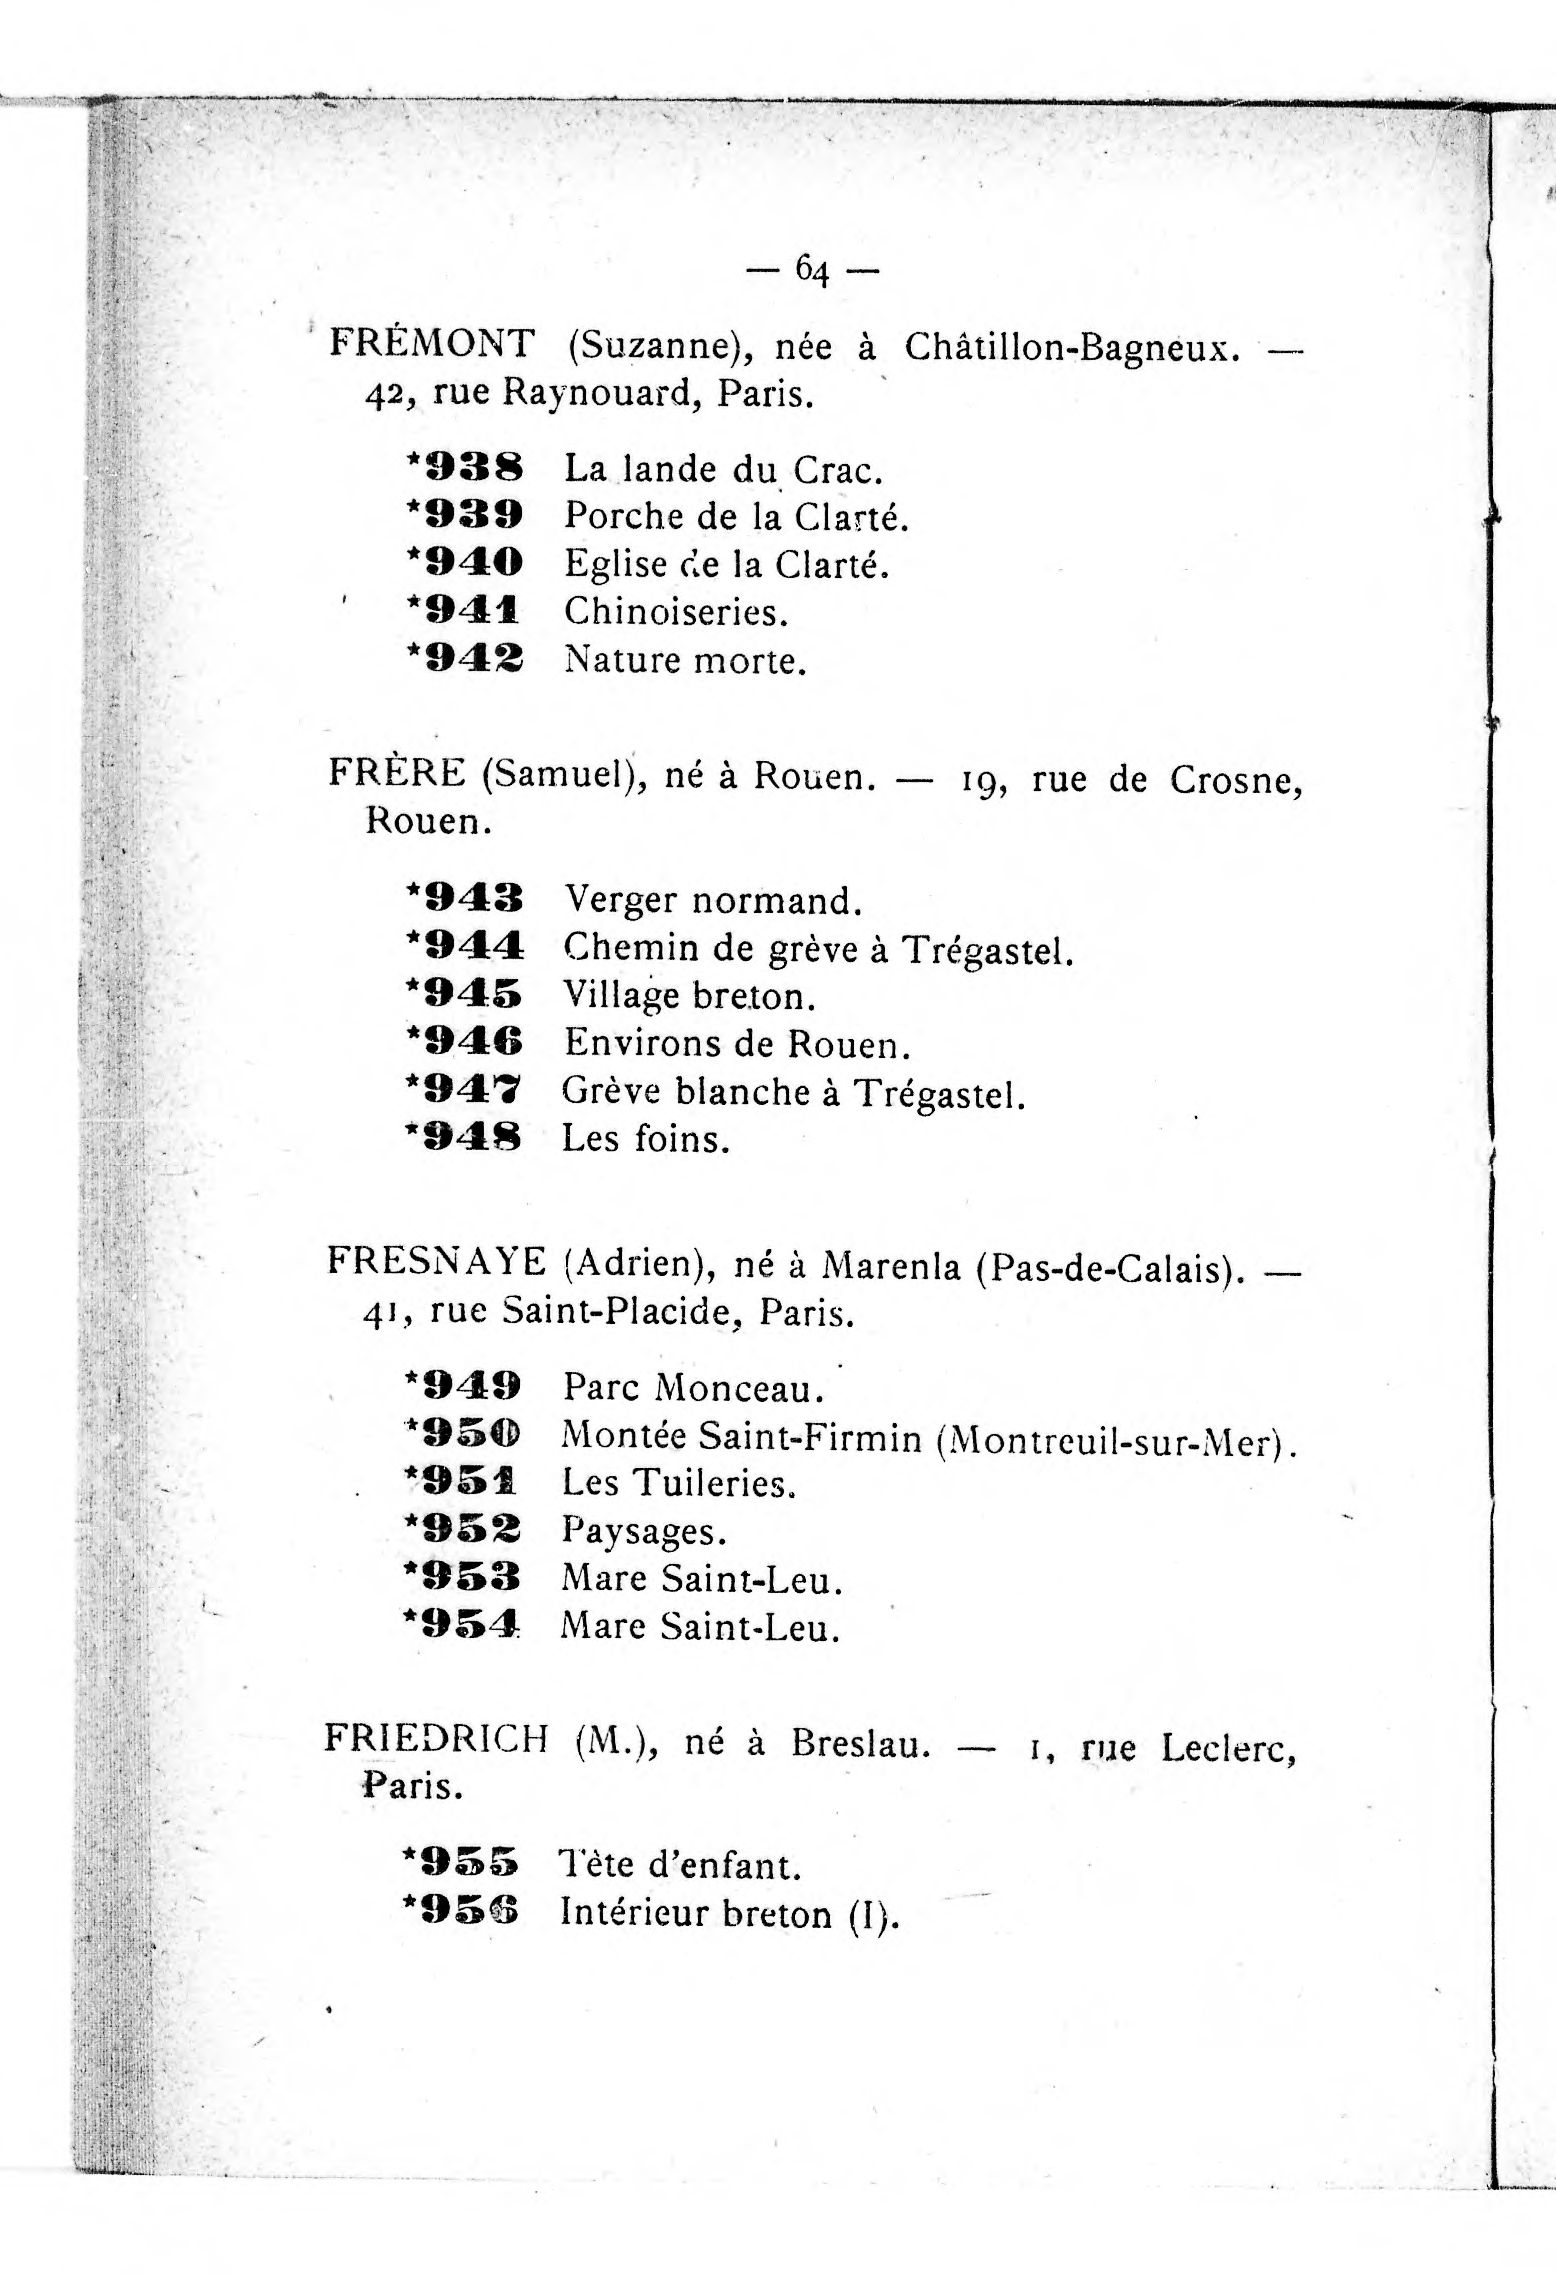 — 64 —
FRÉMONT (Suzanne), née à Châtillon-Bagneux. —
42, rue Raynouard, Paris.
*938 La lande du Crac.
*939 Porche de la Clarté.
*940 Eglise de la Clarté.
*941 Chinoiseries.
*942 Nature morte.
FRÈRE (Samuel), né à Rouen. — 19, rue de Crosne,
Rouen.
*943 Verger normand.
*944 Chemin de grève à Trégastel.
*945 Village breton.
*946 Environs de Rouen.
*947 Grève blanche à Trégastel.
*948 Les foins.
FRESNAYE (Adrien), né à Marenla (Pas-de-Calais). —
41, rue Saint-Placide, Paris.
*949 Parc Monceau.
*950 Montée Saint-Firmin (Montreuil-sur-Mer).
*951 Les Tuileries.
*952 Paysages.
*953 Mare Saint-Leu.
*954 Mare Saint-Leu.
FRIEDRICH (M.), né à Breslau. — 1, rue Leclerc,
Paris.
*955 Tête d'enfant.
*956 Intérieur breton (I).